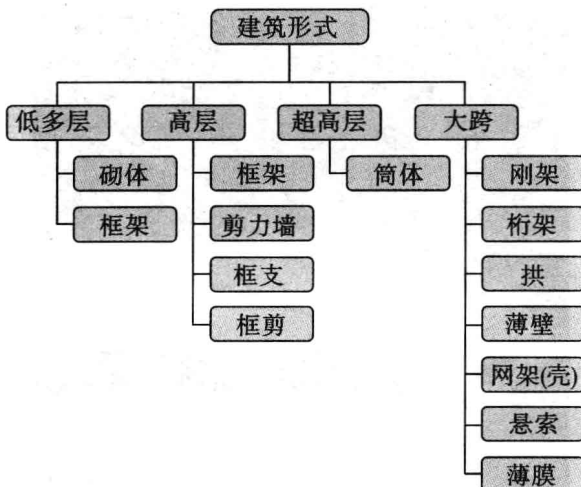 建筑形式
低多层
砌体
框架
高层
框架
剪力墙
框支
框剪
超高层
筒体
大跨
刚架
桁架
拱
薄壁
网架(壳)
悬索
薄膜